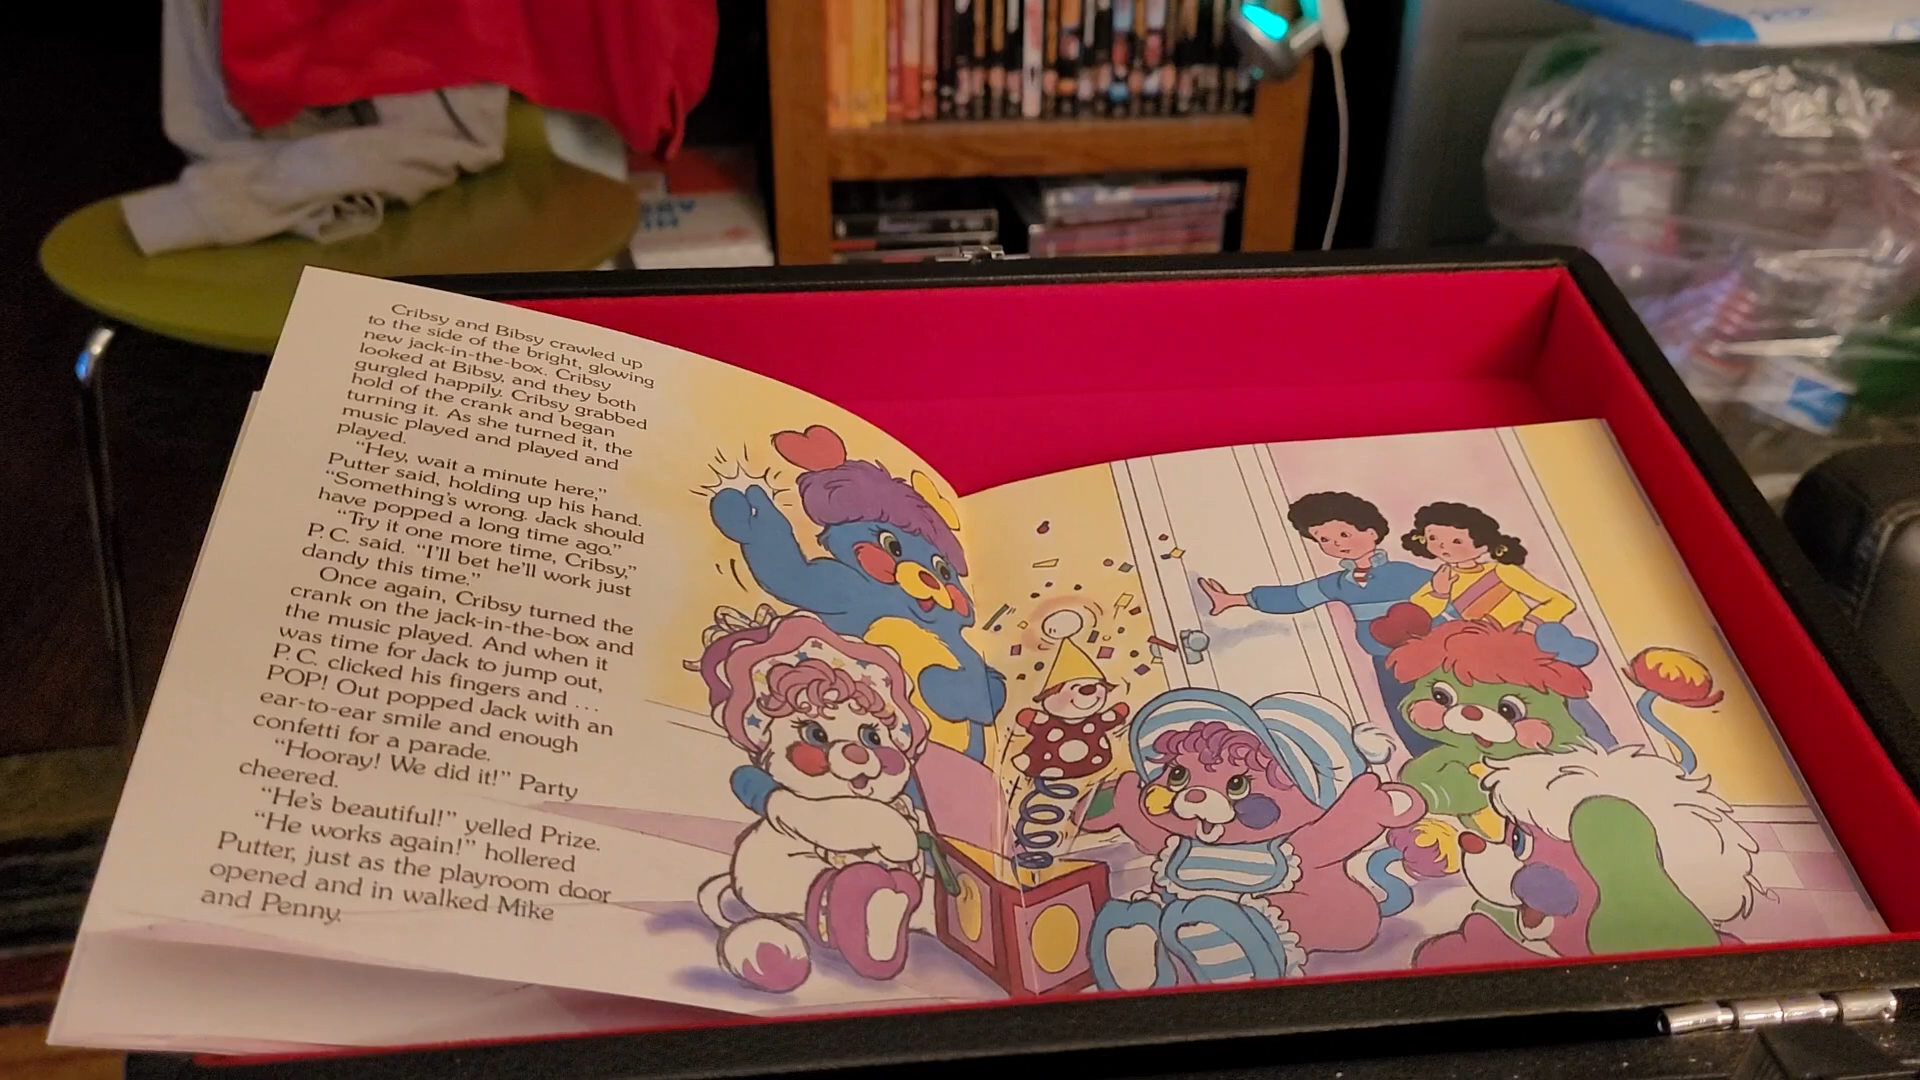 Cribsy and Bibsy crawled up
to the side of the bright, glowing
new jack-in-the-box. Cribsy
looked at Bibsy, and they both
gurgled happily. Cribsy grabbed
hold of the crank and began
turning it. As she turned it, the
music played and played and
played.
“Hey, wait a minute here,”
Putter said, holding up his hand.
“Something's wrong. Jack should
have popped a long time ago.”
“Try it one more time, Cribsy,”
P. C. said. “I'll bet he'll work just
dandy this time.”
Once again, Cribsy turned the
crank on the jack-in-the-box and
the music played. And when it
was time for Jack to jump out,
P. C. clicked his fingers and ...
POP! Out popped Jack with an
ear-to-ear smile and enough
confetti for a parade.
“Hooray! We did it!” Party
cheered.
“He's beautiful!” yelled Prize.
“He works again!” hollered
Putter, just as the playroom door
opened and in walked Mike
and Penny.